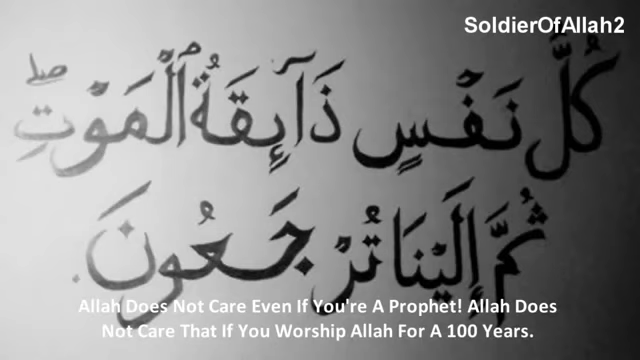 SoldierOfAllah2
كُلُّ نَفْسٍ ذَآئِقَةُ ٱلْمَوْتِ ۖ
ثُمَّ إِلَيْنَا تُرْجَعُونَ
Allah Does Not Care Even If You're A Prophet! Allah Does
Not Care That If You Worship Allah For A 100 Years.